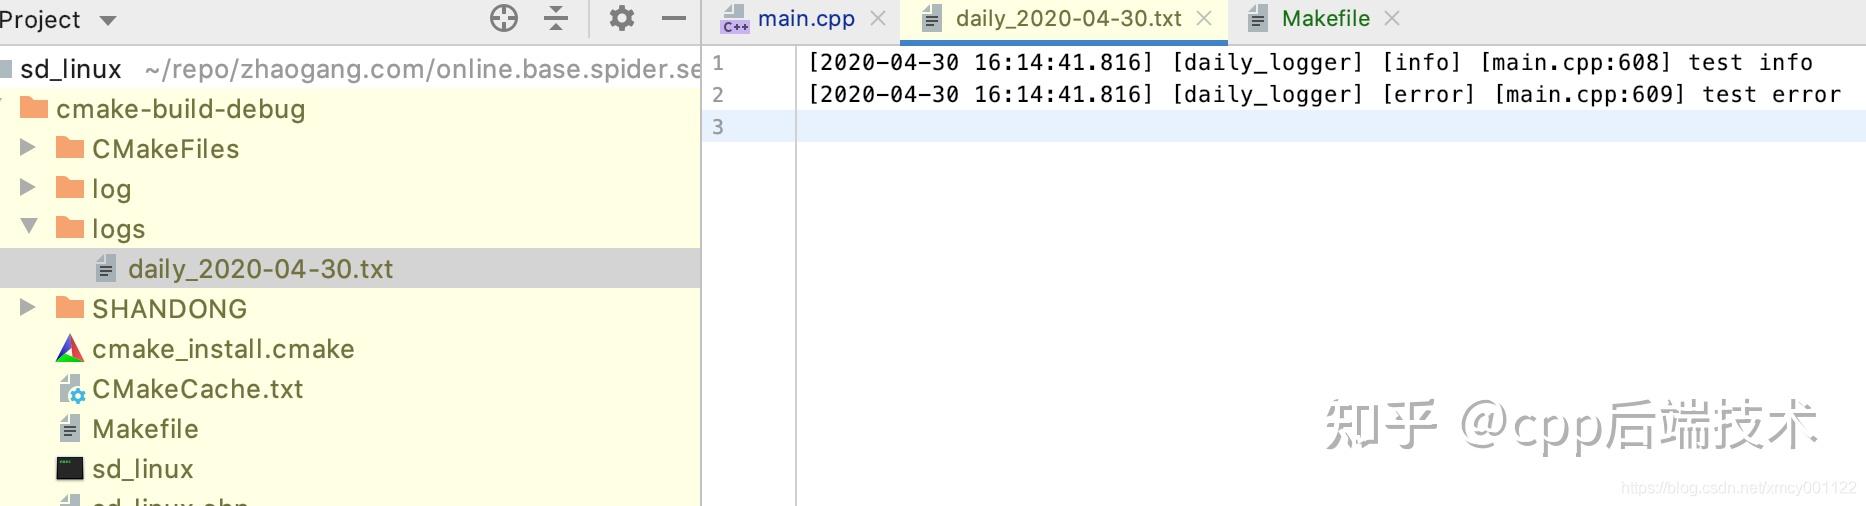 Project
main.cpp
daily_2020-04-30.txt
Makefile
sd_linux ~/repo/zhaogang.com/online.base.spider.se
cmake-build-debug
CMakeFiles
log
logs
daily_2020-04-30.txt
SHANDONG
cmake_install.cmake
CMakeCache.txt
Makefile
sd_linux
1 [2020-04-30 16:14:41.816] [daily_logger] [info] [main.cpp:608] test info
2 [2020-04-30 16:14:41.816] [daily_logger] [error] [main.cpp:609] test error
3
知乎 @cpp后端技术
https://blog.csdn.net/xmcy001122